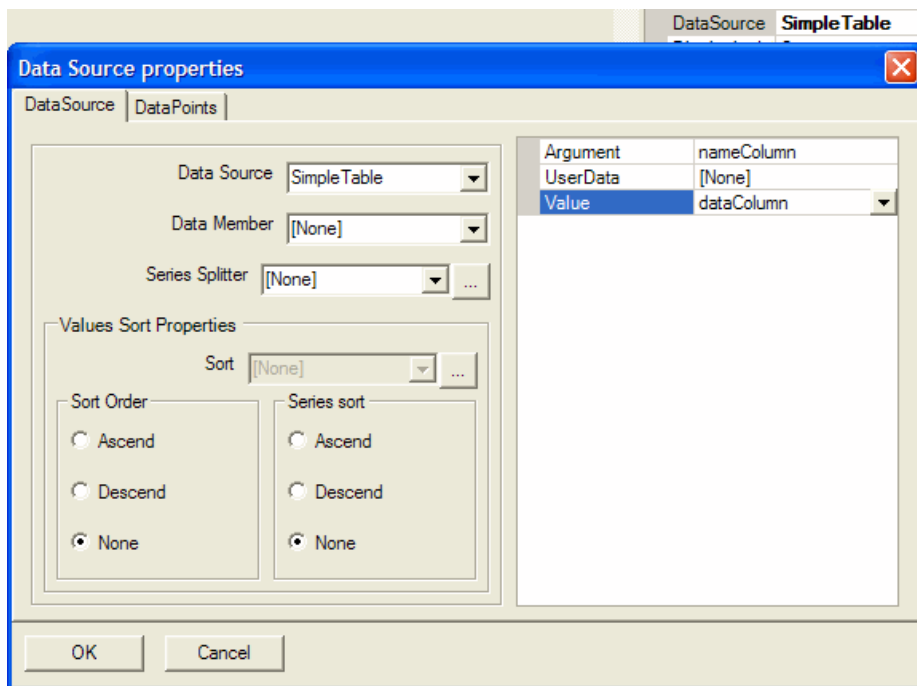 DataSource SimpleTable
Data Source properties
DataSource DataPoints
Data Source SimpleTable
Data Member [None]
Series Splitter [None] ...
Values Sort Properties
Sort [None] ...
Sort Order
Ascend
Descend
None
Series sort
Ascend
Descend
None
Argument nameColumn
UserData [None]
Value dataColumn
OK Cancel